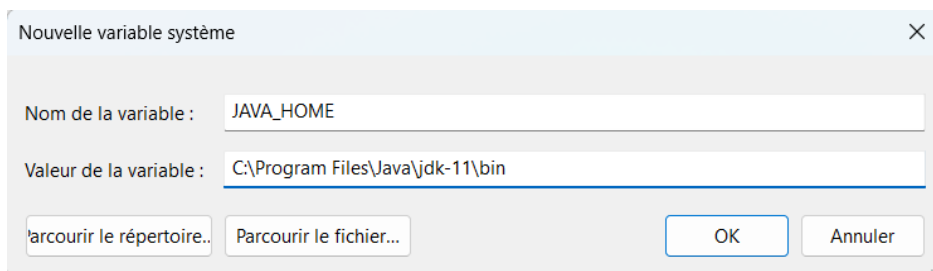 Nouvelle variable système
Nom de la variable : JAVA_HOME
Valeur de la variable : C:\Program Files\Java\jdk-11\bin
arcourir le répertoire.. Parcourir le fichier... OK Annuler